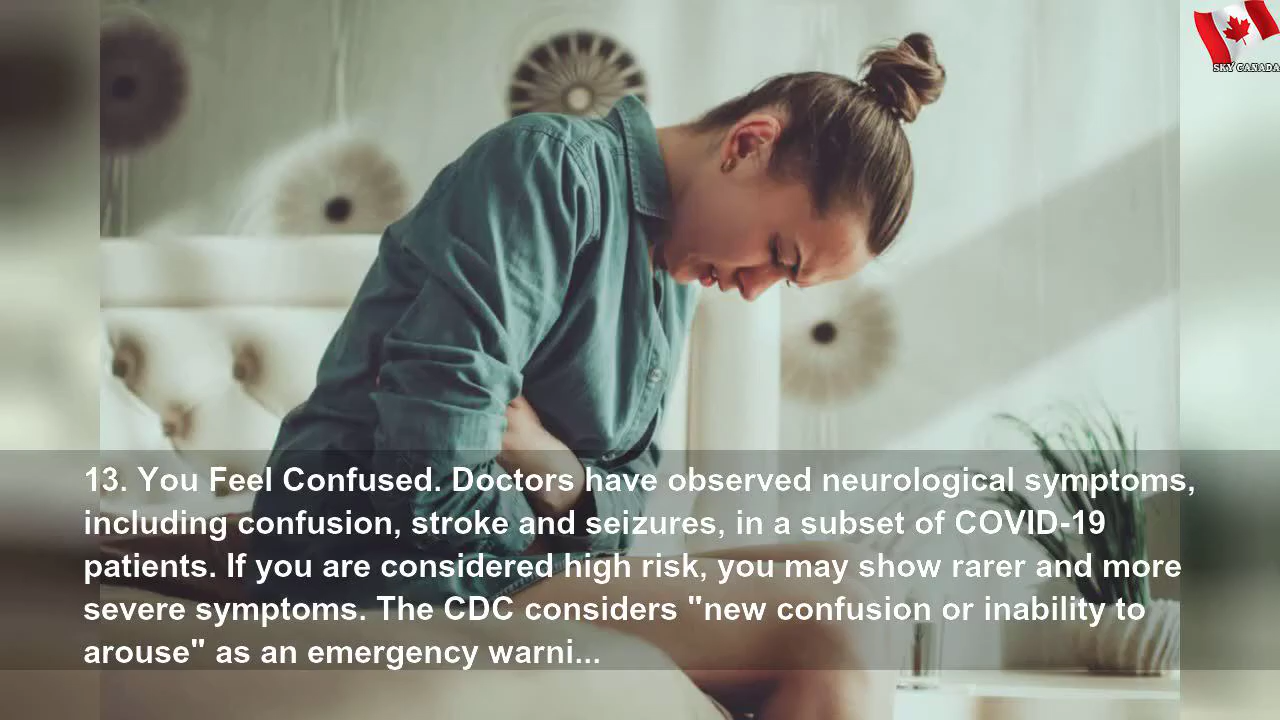 SKY CANADA
13. You Feel Confused. Doctors have observed neurological symptoms,
including confusion, stroke and seizures, in a subset of COVID-19
patients. If you are considered high risk, you may show rarer and more
severe symptoms. The CDC considers "new confusion or inability to
arouse" as an emergency warni...